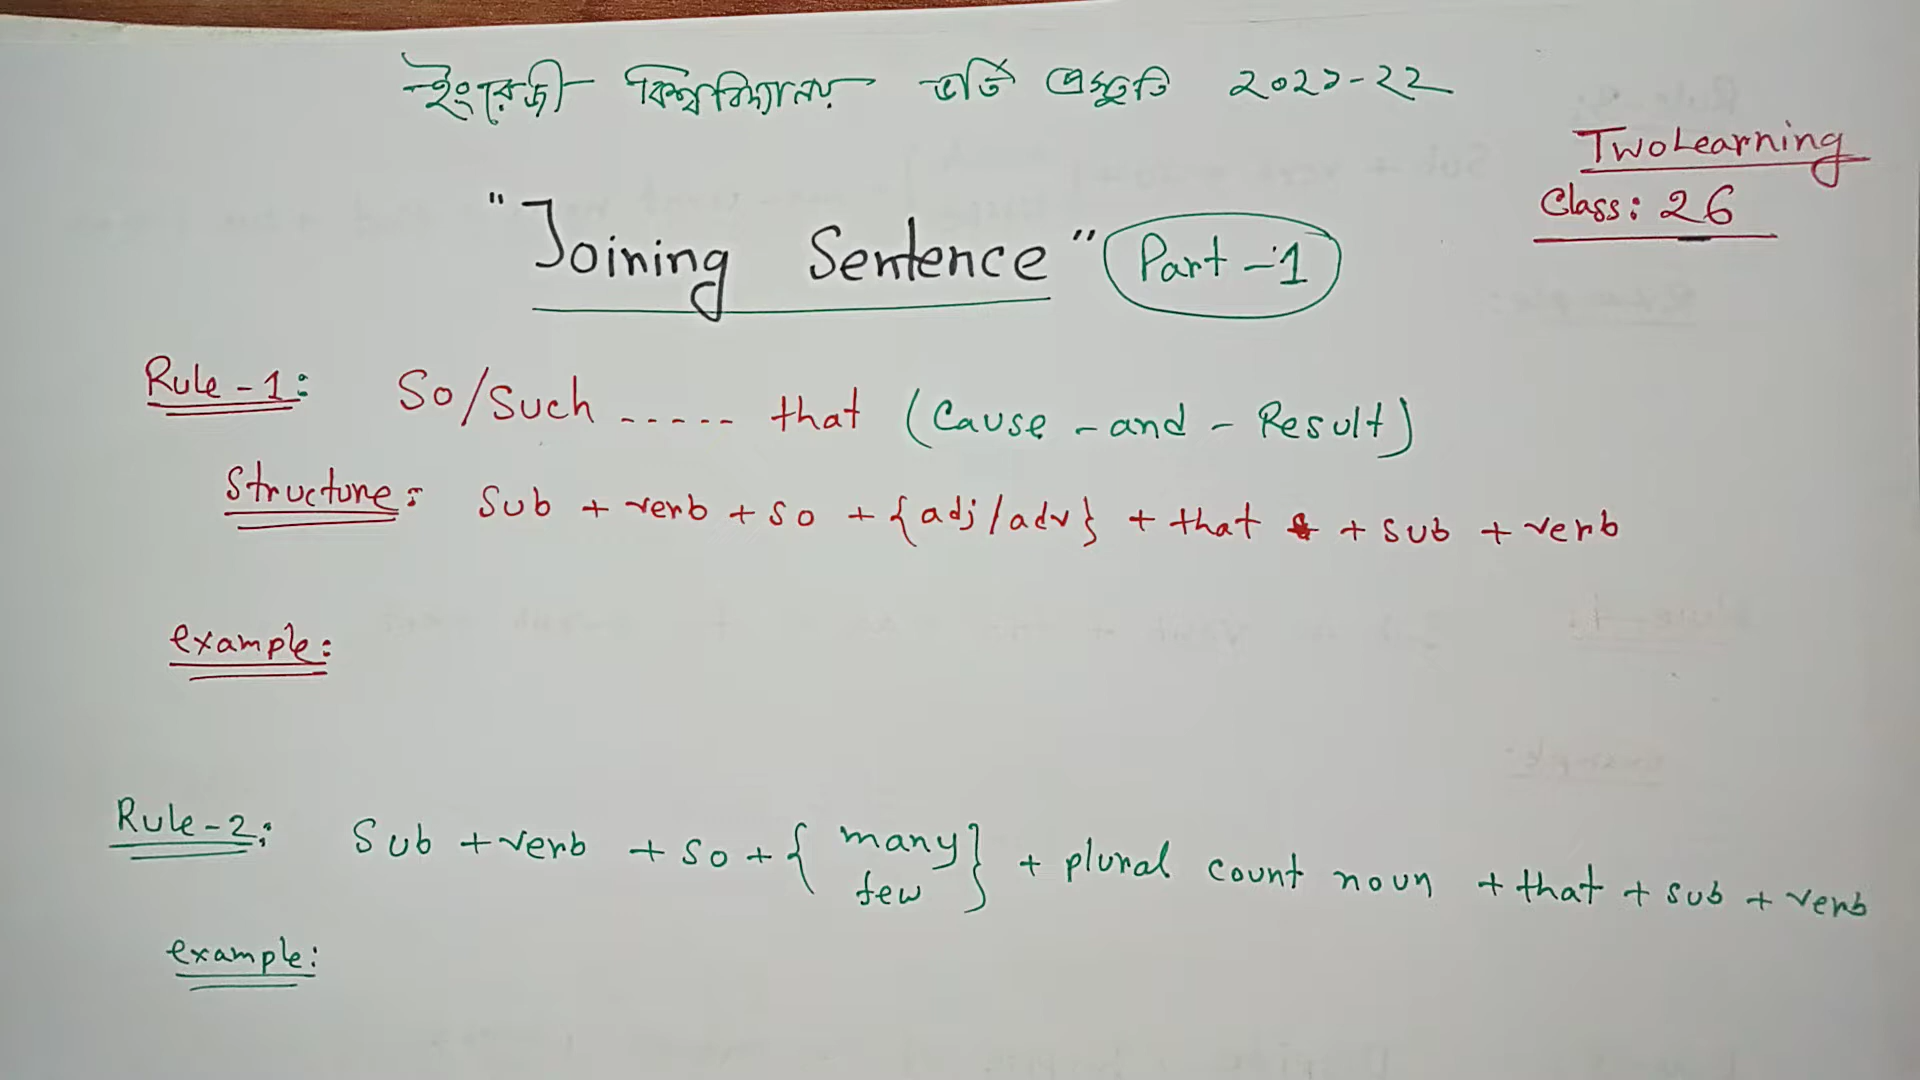 ইংরেজী বিশ্ববিদ্যালয় ভর্তি প্রস্তুতি ২০২১-২২
TwoLearning
Class: 26
"Joining Sentence" Part-1
Rule-1: So/Such ..... that (Cause-and-Result)
Structure: Sub + verb + so + {adj/adv} + that + sub + verb
example:
Rule-2: Sub + verb + so + { many few } + plural count noun + that + sub + verb
example: